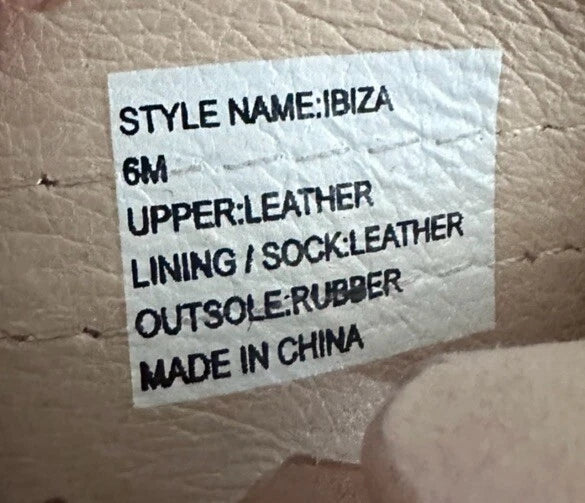 STYLE NAME:IBIZA
6M
UPPER:LEATHER
LINING / SOCK:LEATHER
OUTSOLE:RUBBER
MADE IN CHINA